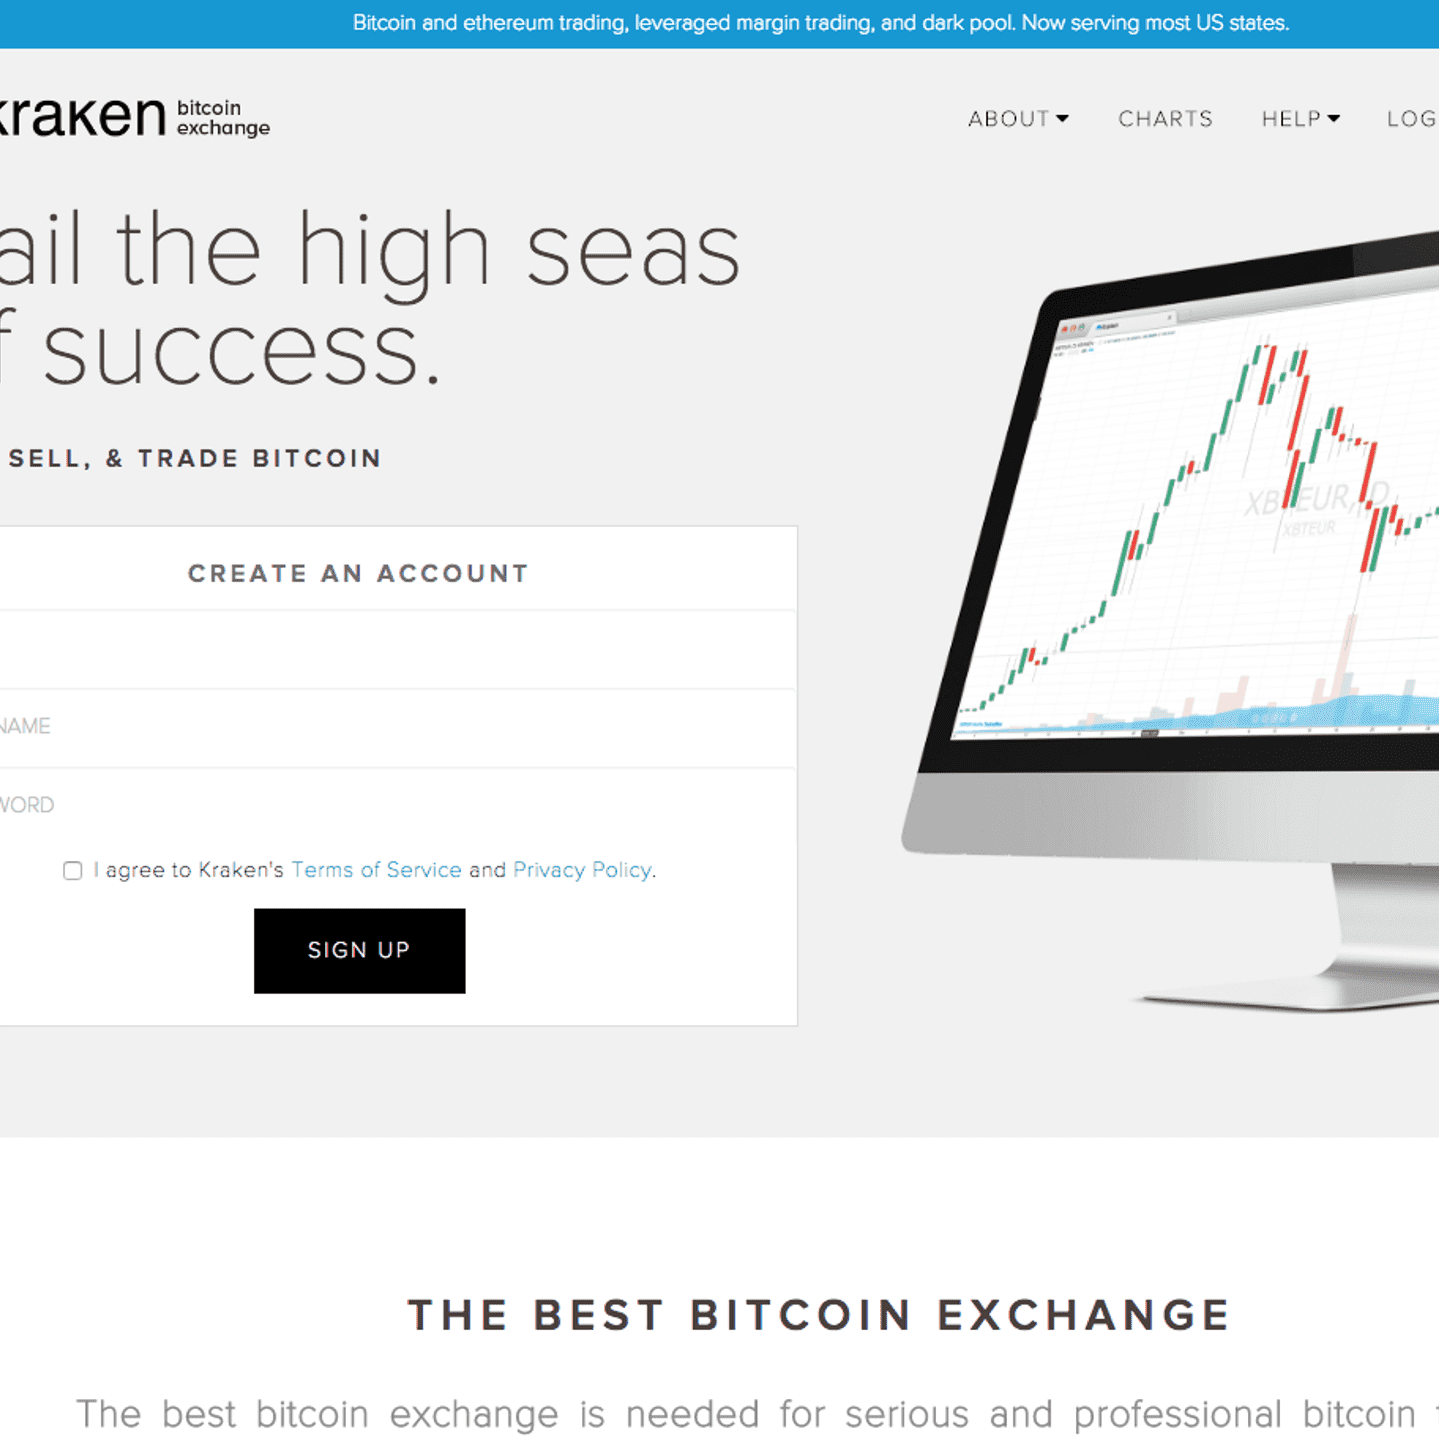 Bitcoin and ethereum trading, leveraged margin trading, and dark pool. Now serving most US states.
kraken bitcoin exchange
ABOUT CHARTS HELP LOG
ail the high seas
f success.
SELL, & TRADE BITCOIN
CREATE AN ACCOUNT
NAME
WORD
I agree to Kraken's Terms of Service and Privacy Policy.
SIGN UP
Kraken
XBTEUR, D
XBTEUR
THE BEST BITCOIN EXCHANGE
The best bitcoin exchange is needed for serious and professional bitcoin t